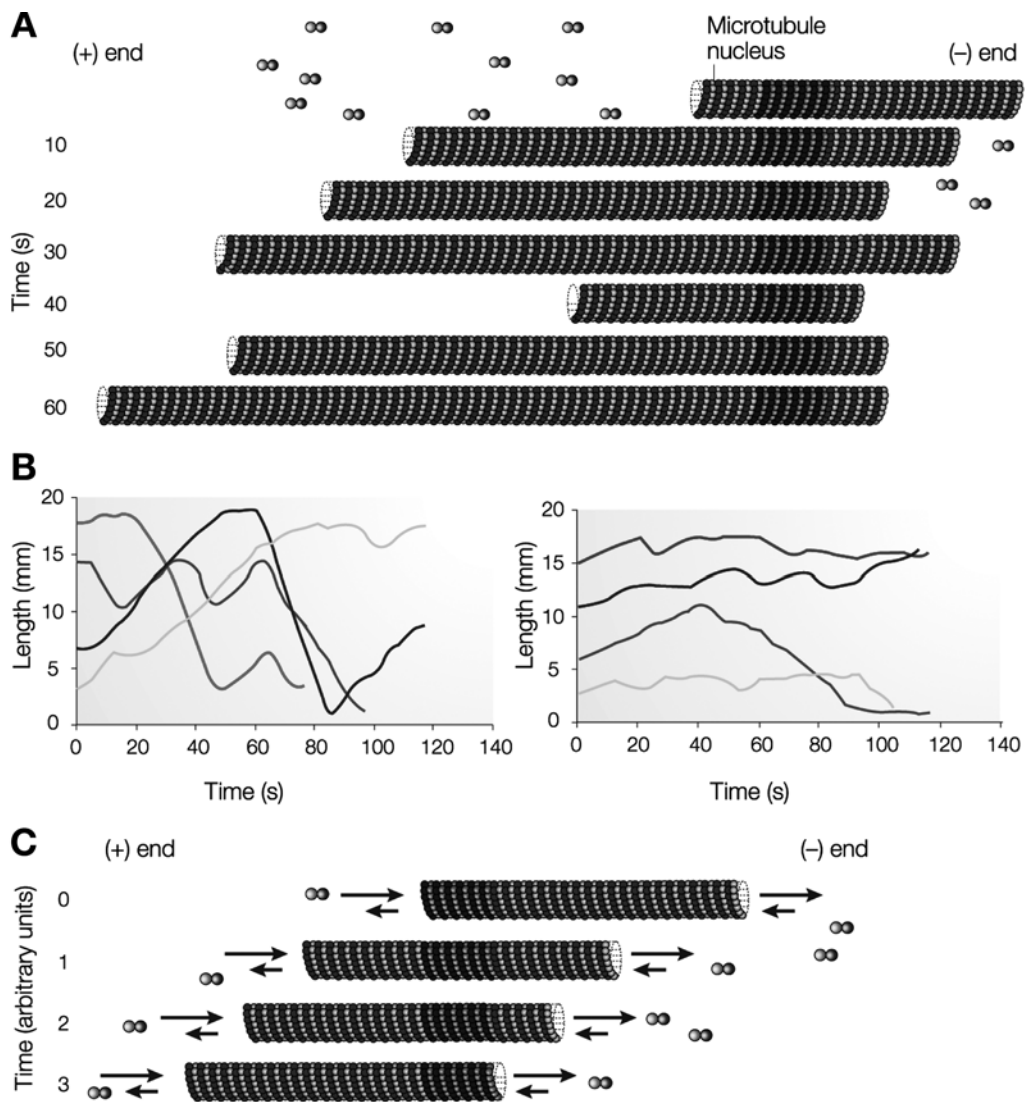 A
(+) end
Microtubule
nucleus
(–) end
10
20
30
40
50
60
Time (s)
B
20
15
10
5
0
Length (mm)
0 20 40 60 80 100 120 140
Time (s)
20
15
10
5
0
Length (mm)
0 20 40 60 80 100 120 140
Time (s)
C
(+) end
(–) end
0
1
2
3
Time (arbitrary units)